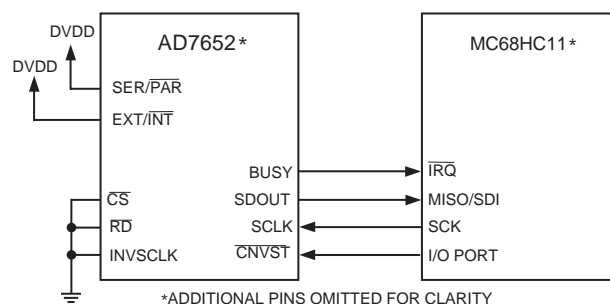 DVDD
DVDD
AD7652*
MC68HC11*
SER/PAR
EXT/INT
BUSY
IRQ
CS
SDOUT
MISO/SDI
RD
SCLK
SCK
INVSCLK
CNVST
I/O PORT
*ADDITIONAL PINS OMITTED FOR CLARITY